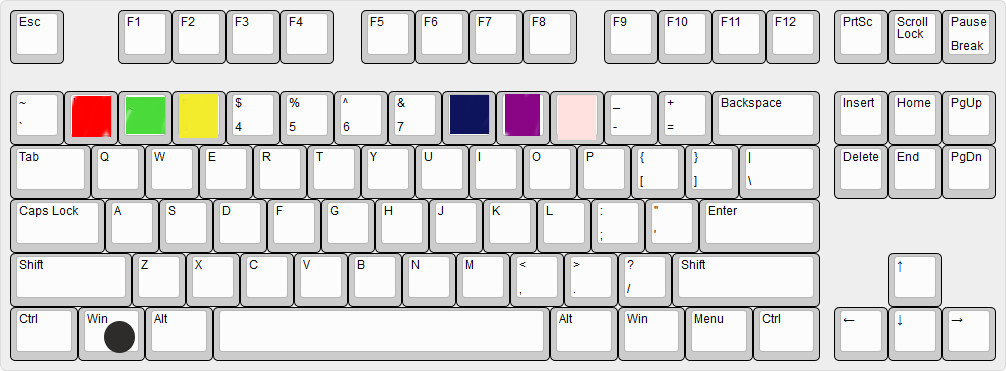 Esc F1 F2 F3 F4 F5 F6 F7 F8 F9 F10 F11 F12 PrtSc Scroll Pause
Lock Break
~ $ % ^ & _ + Backspace Insert Home PgUp
` 4 5 6 7 - =
Tab Q W E R T Y U I O P { } | Delete End PgDn
[ ] \
Caps Lock A S D F G H J K L : " Enter
; '
Shift Z X C V B N M < > ? Shift ↑
, . /
Ctrl Win Alt Alt Win Menu Ctrl ← ↓ →